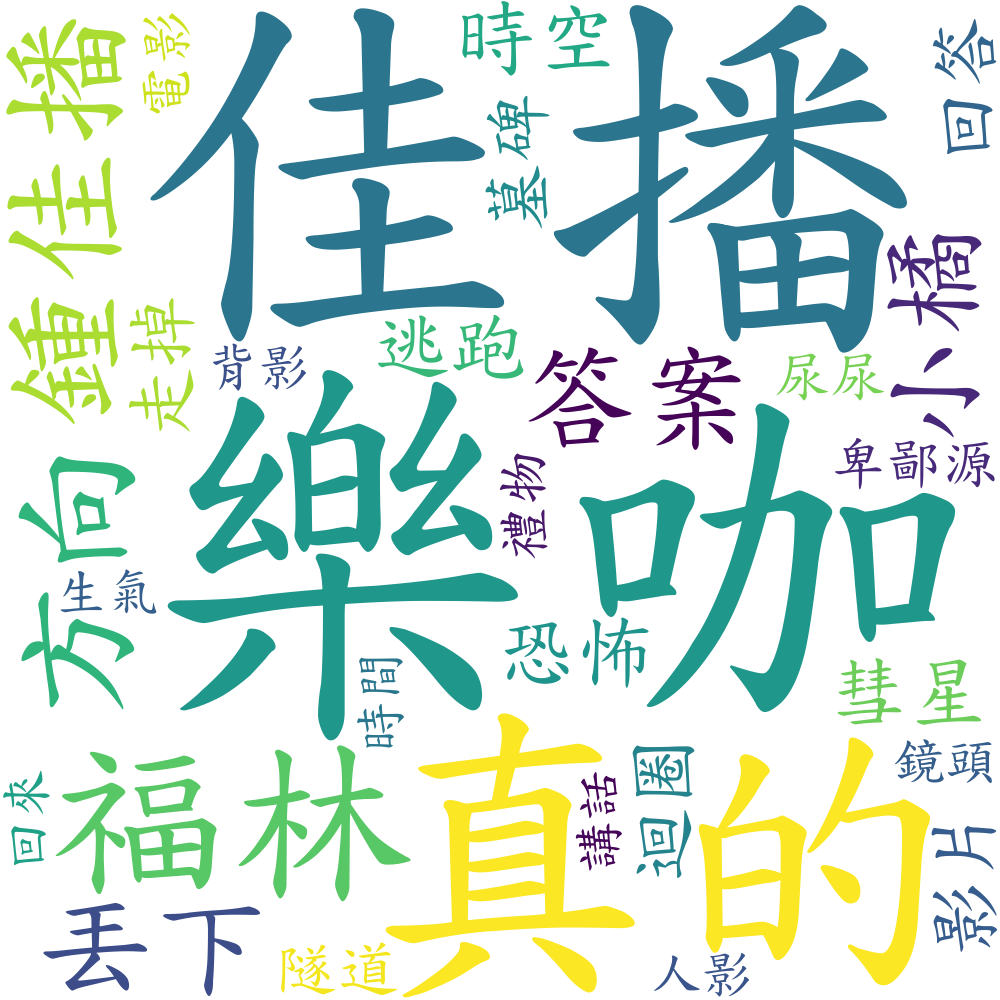 佳播
樂咖
真的
鍾佳播
電影
時空
墓碑
回答
小橘
走掉
背影
逃跑
答案
尿尿
卑鄙源
方向
生氣
禮物
恐怖
時間
彗星
福林
回來
講話
迴圈
鏡頭
影片
丟下
隧道
人影